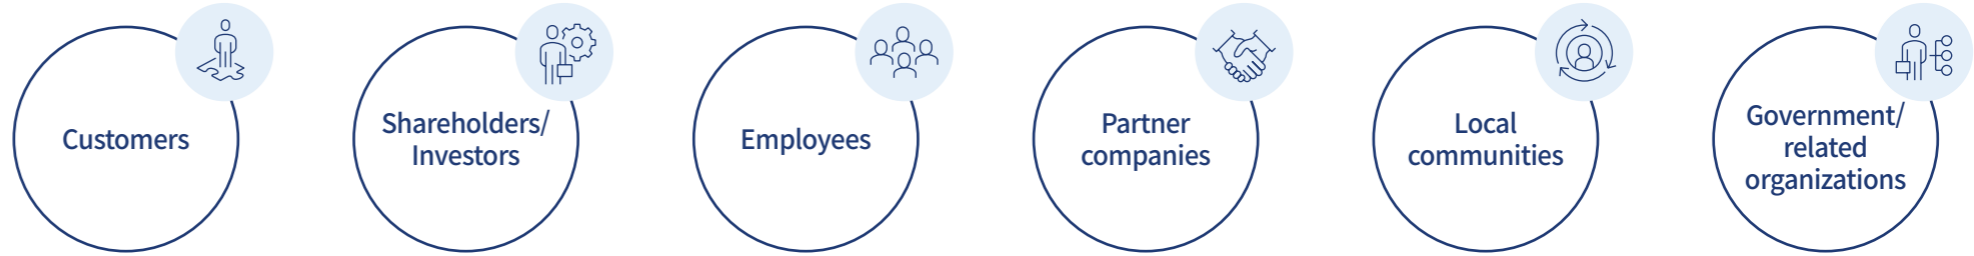 Customers
Shareholders/
Investors
Employees
Partner
companies
Local
communities
Government/
related
organizations